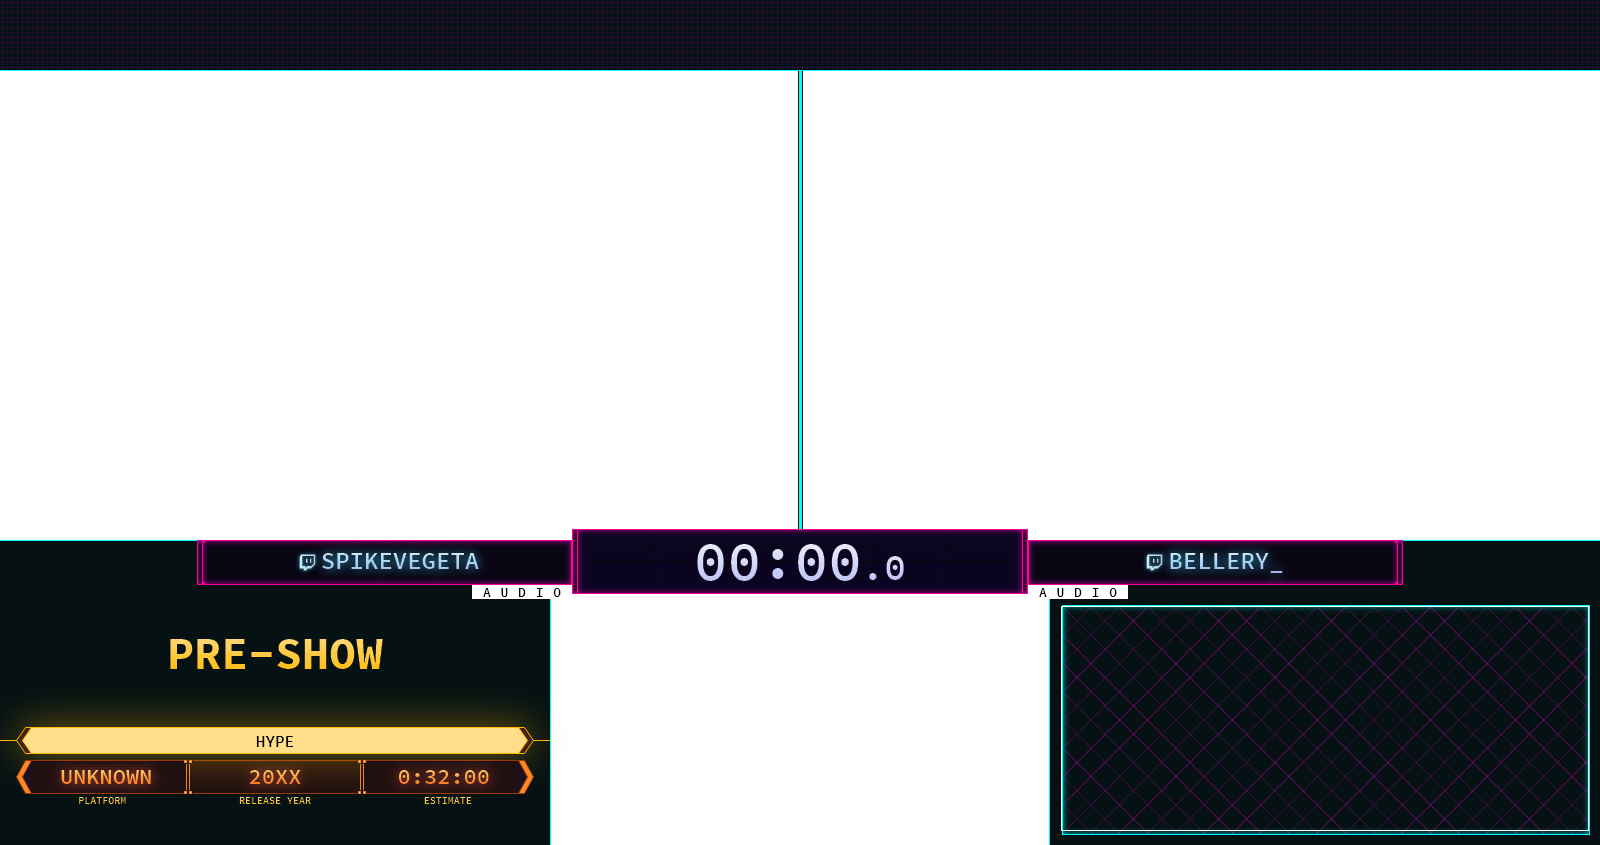 SPIKEVEGETA
00:00.0
BELLERY_
AUDIO
AUDIO
PRE-SHOW
HYPE
UNKNOWN
20XX
0:32:00
PLATFORM
RELEASE YEAR
ESTIMATE